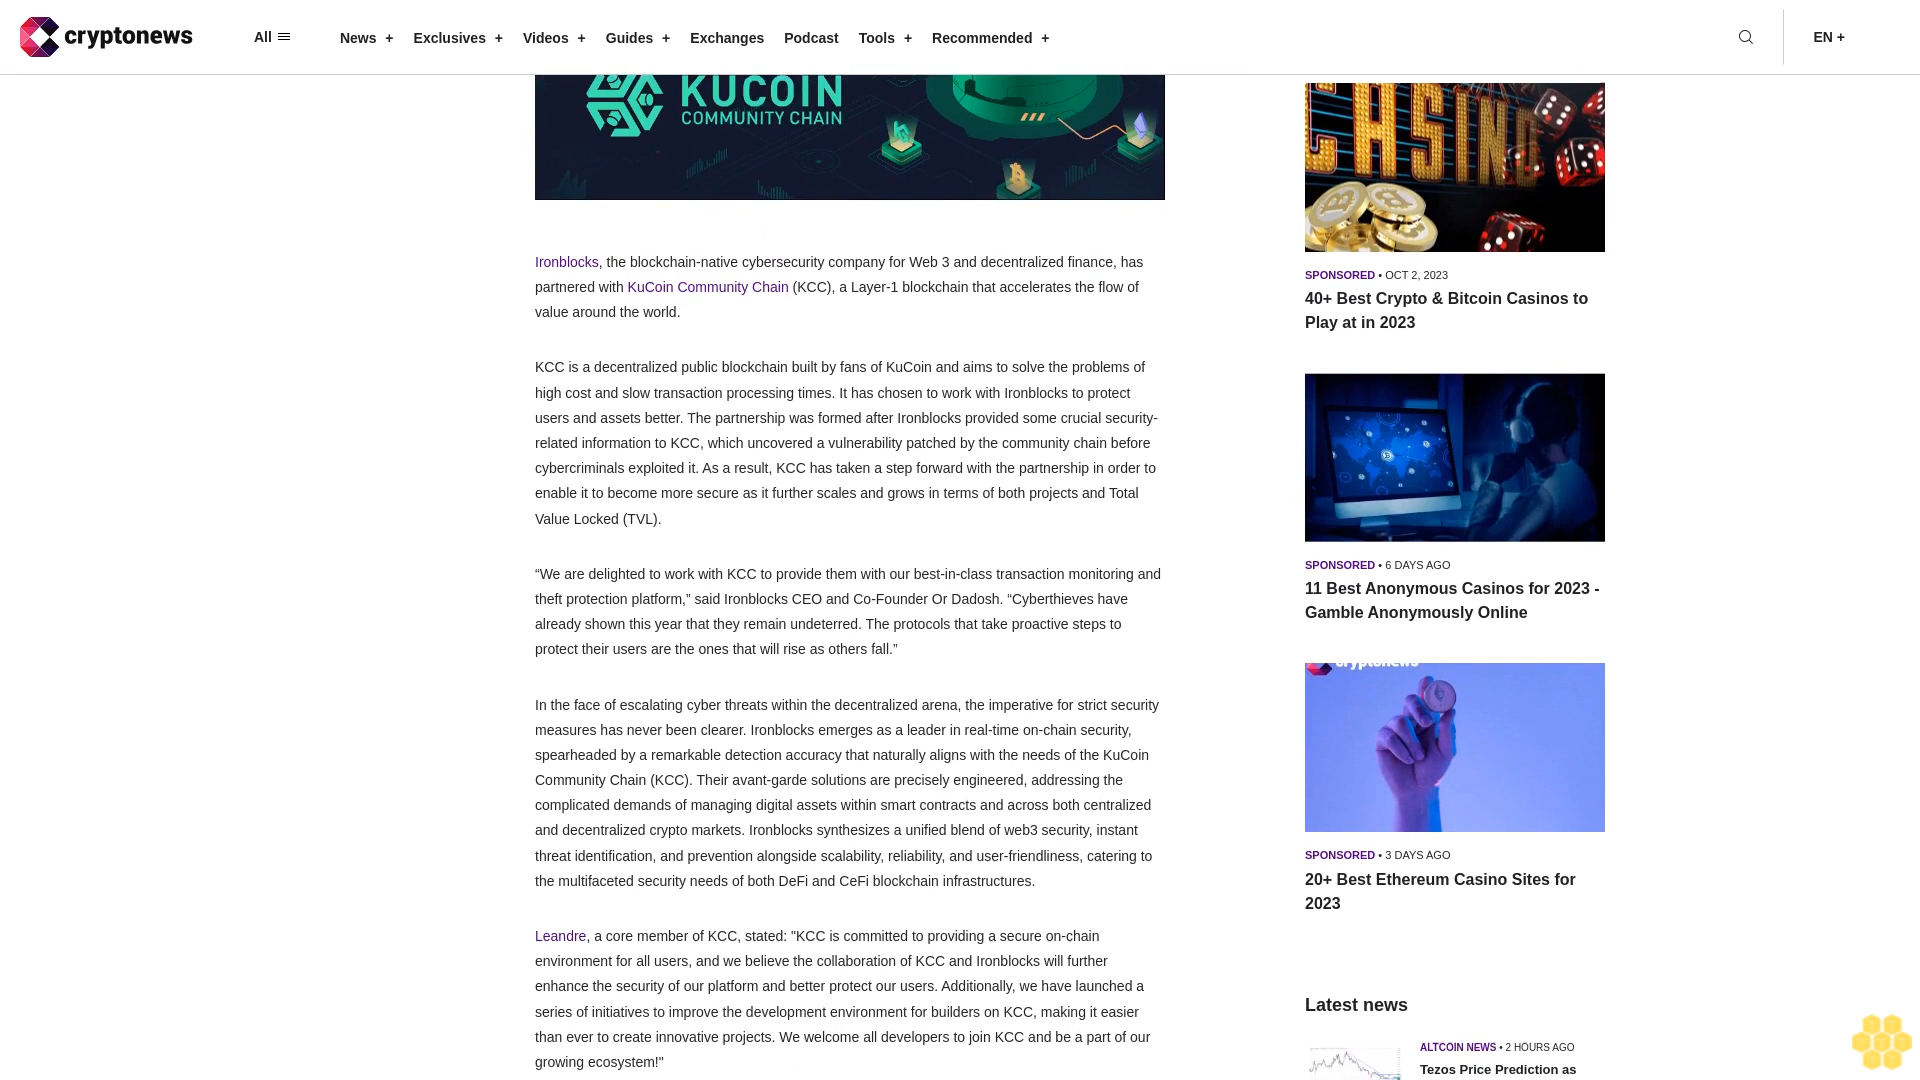 cryptonews
All
News +
Exclusives +
Videos +
Guides +
Exchanges
Podcast
Tools +
Recommended +
EN +
KUCOIN
COMMUNITY CHAIN
Ironblocks, the blockchain-native cybersecurity company for Web 3 and decentralized finance, has
partnered with KuCoin Community Chain (KCC), a Layer-1 blockchain that accelerates the flow of
value around the world.
KCC is a decentralized public blockchain built by fans of KuCoin and aims to solve the problems of
high cost and slow transaction processing times. It has chosen to work with Ironblocks to protect
users and assets better. The partnership was formed after Ironblocks provided some crucial security-
related information to KCC, which uncovered a vulnerability patched by the community chain before
cybercriminals exploited it. As a result, KCC has taken a step forward with the partnership in order to
enable it to become more secure as it further scales and grows in terms of both projects and Total
Value Locked (TVL).
“We are delighted to work with KCC to provide them with our best-in-class transaction monitoring and
theft protection platform,” said Ironblocks CEO and Co-Founder Or Dadosh. “Cyberthieves have
already shown this year that they remain undeterred. The protocols that take proactive steps to
protect their users are the ones that will rise as others fall.”
In the face of escalating cyber threats within the decentralized arena, the imperative for strict security
measures has never been clearer. Ironblocks emerges as a leader in real-time on-chain security,
spearheaded by a remarkable detection accuracy that naturally aligns with the needs of the KuCoin
Community Chain (KCC). Their avant-garde solutions are precisely engineered, addressing the
complicated demands of managing digital assets within smart contracts and across both centralized
and decentralized crypto markets. Ironblocks synthesizes a unified blend of web3 security, instant
threat identification, and prevention alongside scalability, reliability, and user-friendliness, catering to
the multifaceted security needs of both DeFi and CeFi blockchain infrastructures.
Leandre, a core member of KCC, stated: "KCC is committed to providing a secure on-chain
environment for all users, and we believe the collaboration of KCC and Ironblocks will further
enhance the security of our platform and better protect our users. Additionally, we have launched a
series of initiatives to improve the development environment for builders on KCC, making it easier
than ever to create innovative projects. We welcome all developers to join KCC and be a part of our
growing ecosystem!"
CASINO
SPONSORED • OCT 2, 2023
40+ Best Crypto & Bitcoin Casinos to
Play at in 2023
SPONSORED • 6 DAYS AGO
11 Best Anonymous Casinos for 2023 -
Gamble Anonymously Online
cryptonews
SPONSORED • 3 DAYS AGO
20+ Best Ethereum Casino Sites for
2023
Latest news
ALTCOIN NEWS • 2 HOURS AGO
Tezos Price Prediction as